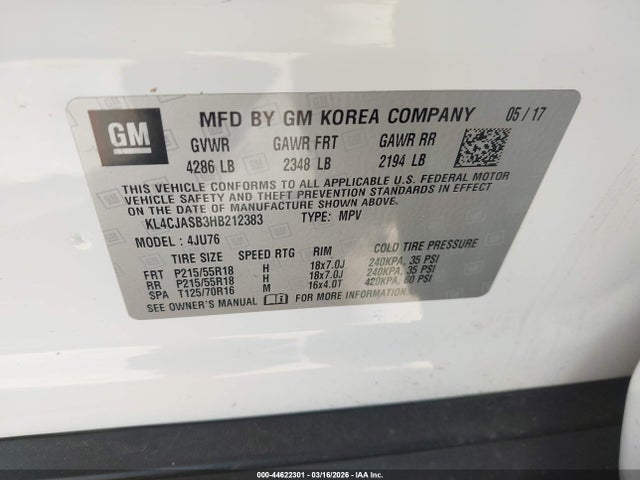 GM
MFD BY GM KOREA COMPANY 05 / 17
GVWR GAWR FRT GAWR RR
4286 LB 2348 LB 2194 LB
THIS VEHICLE CONFORMS TO ALL APPLICABLE U.S. FEDERAL MOTOR
VEHICLE SAFETY AND THEFT PREVENTION STANDARDS IN EFFECT
ON THE DATE OF MANUFACTURE SHOWN ABOVE.
KL4CJASB3HB212383 TYPE: MPV
MODEL : 4JU76
TIRE SIZE SPEED RTG RIM COLD TIRE PRESSURE
FRT P215/55R18 H 18x7.0J 240KPA, 35 PSI
RR P215/55R18 H 18x7.0J 240KPA, 35 PSI
SPA T125/70R16 M 16x4.0T 420KPA, 60 PSI
SEE OWNER'S MANUAL FOR MORE INFORMATION.
000-44622301 - 03/16/2026 - IAA Inc.